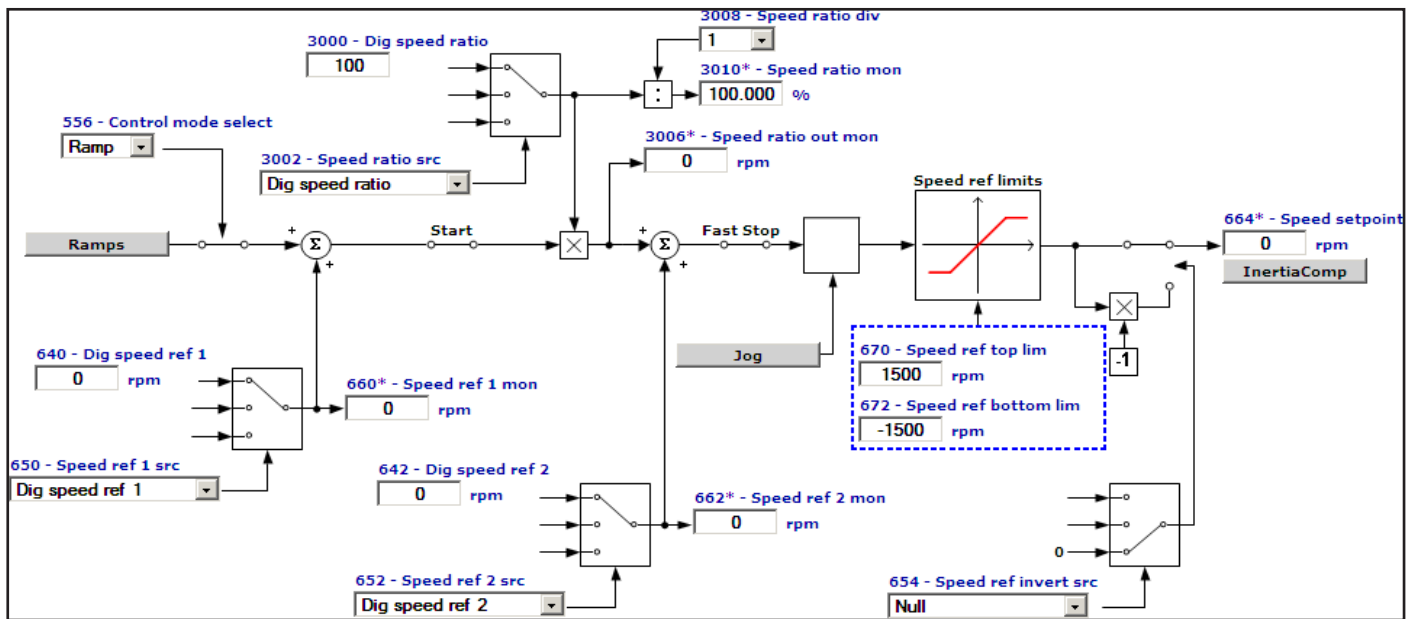 3008 - Speed ratio div
1
3000 - Dig speed ratio
100
3010* - Speed ratio mon
:
100.000 %
556 - Control mode select
Ramp
3006* - Speed ratio out mon
0
rpm
3002 - Speed ratio src
Dig speed ratio
Speed ref limits
664* - Speed setpoint
0
rpm
Ramps
+
Σ
+
Start
×
+
Σ
+
Fast Stop
InertiaComp
×
-1
640 - Dig speed ref 1
0 rpm
Jog
670 - Speed ref top lim
1500 rpm
660* - Speed ref 1 mon
0 rpm
672 - Speed ref bottom lim
-1500 rpm
650 - Speed ref 1 src
Dig speed ref 1
642 - Dig speed ref 2
0 rpm
662* - Speed ref 2 mon
0 rpm
0
652 - Speed ref 2 src
Dig speed ref 2
654 - Speed ref invert src
Null